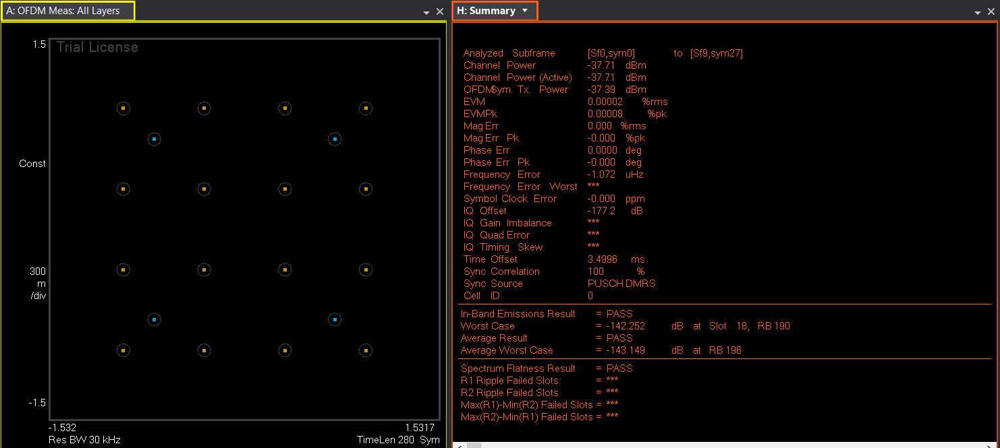 A: OFDM Meas: All Layers
1.5
Trial License
Const
300
m
/div
-1.5
-1.532
1.5317
Res BW 30 kHz
TimeLen 280 Sym
H: Summary
Analyzed Subframe [Sf0,sym0] to [Sf9,sym27]
Channel Power -37.71 dBm
Channel Power (Active) -37.71 dBm
OFDMSym. Tx. Power -37.39 dBm
EVM 0.00002 %rms
EVMPk 0.00008 %pk
Mag Err 0.000 %rms
Mag Err Pk -0.000 %pk
Phase Err 0.0000 deg
Phase Err Pk -0.000 deg
Frequency Error -1.072 uHz
Frequency Error Worst ***
Symbol Clock Error -0.000 ppm
IQ Offset -177.2 dB
IQ Gain Imbalance ***
IQ Quad Error ***
IQ Timing Skew ***
Time Offset 3.4996 ms
Sync Correlation 100 %
Sync Source PUSCH DMRS
Cell ID 0
In-Band Emissions Result = PASS
Worst Case = -142.252 dB at Slot 18, RB 190
Average Result = PASS
Average Worst Case = -143.149 dB at RB 196
Spectrum Flatness Result = PASS
R1 Ripple Failed Slots = ***
R2 Ripple Failed Slots = ***
Max(R1)-Min(R2) Failed Slots = ***
Max(R2)-Min(R1) Failed Slots = ***